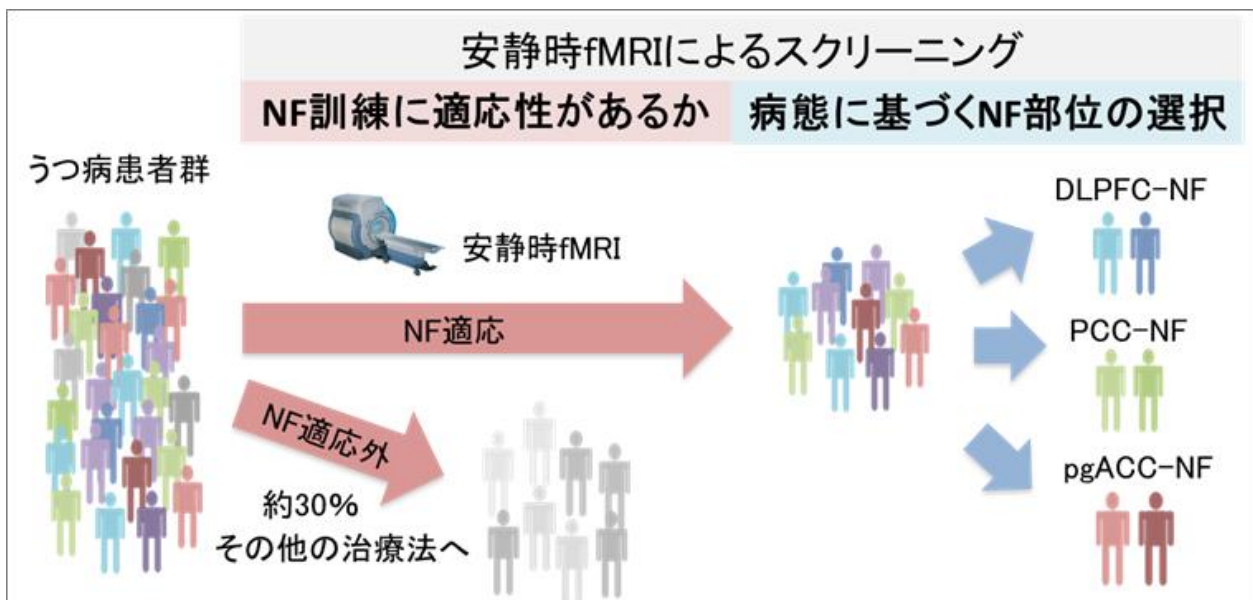 安静時fMRIによるスクリーニング
NF訓練に適応性があるか
病態に基づくNF部位の選択
うつ病患者群
安静時fMRI
NF適応
NF適応外
約30%
その他の治療法へ
DLPFC-NF
PCC-NF
pgACC-NF